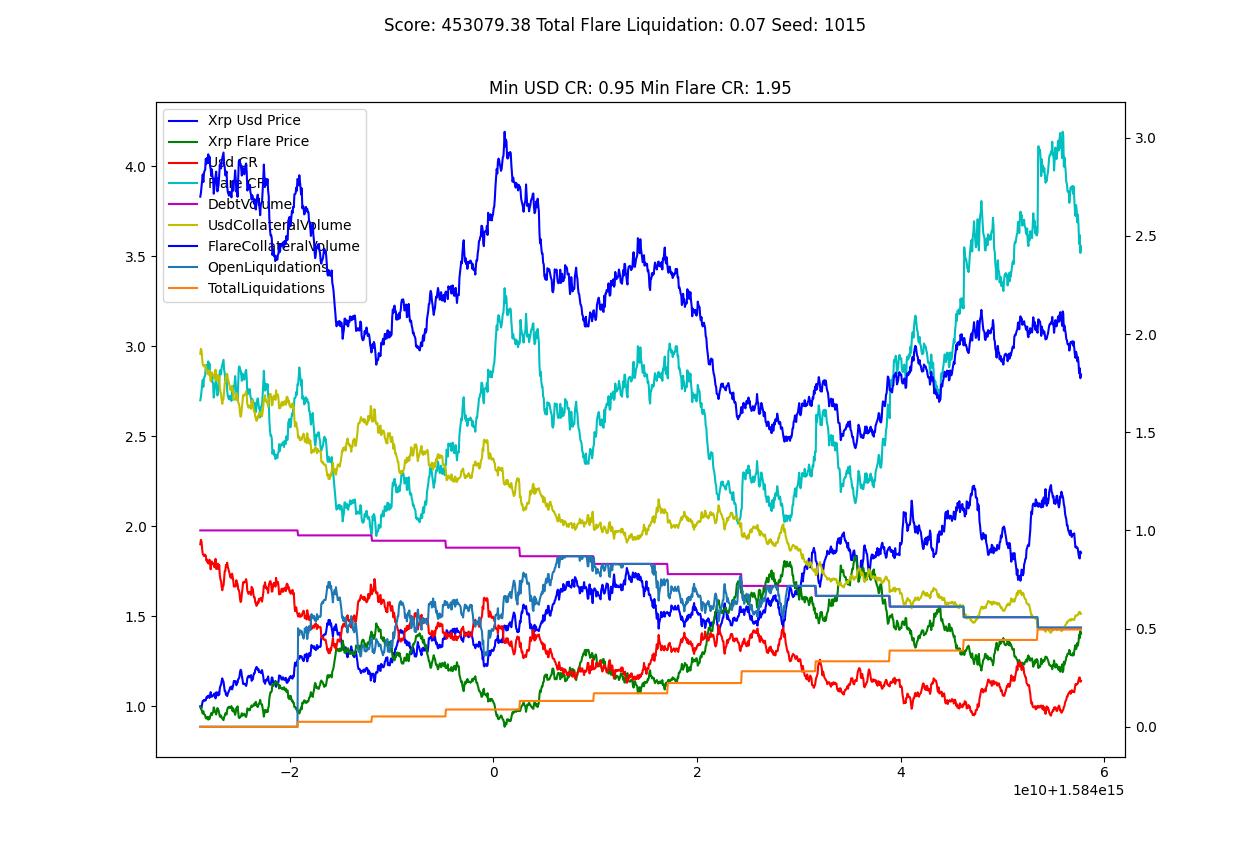 Score: 453079.38 Total Flare Liquidation: 0.07 Seed: 1015
Min USD CR: 0.95 Min Flare CR: 1.95
Xrp Usd Price
Xrp Flare Price
Usd CR
Flare CR
DebtVolume
UsdCollateralVolume
FlareCollateralVolume
OpenLiquidations
TotalLiquidations
4.0
3.5
3.0
2.5
2.0
1.5
1.0
3.0
2.5
2.0
1.5
1.0
0.5
0.0
−2
0
2
4
6
1e10+1.584e15